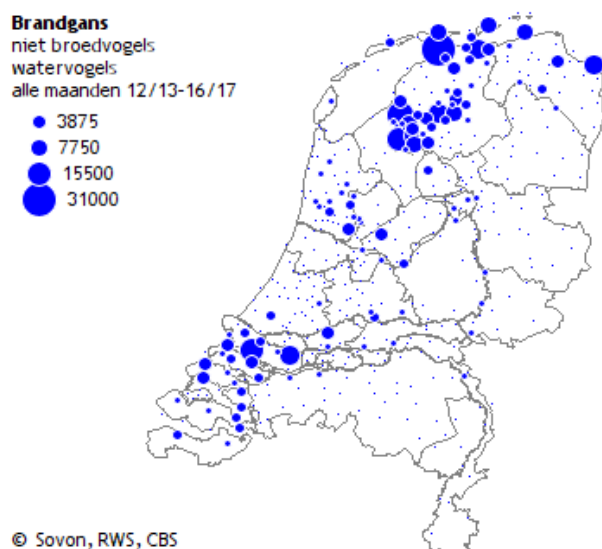 Brandgans
niet broedvogels
watervogels
alle maanden 12/13-16/17
3875
7750
15500
31000
© Sovon, RWS, CBS